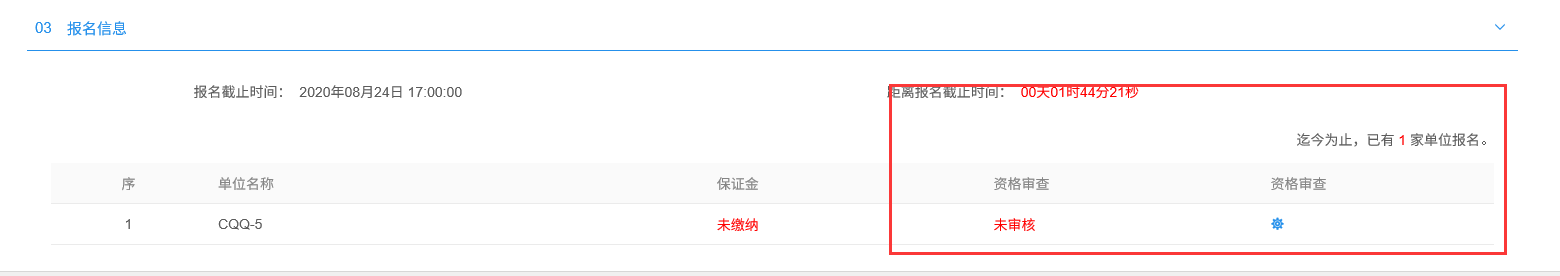 03 报名信息
报名截止时间： 2020年08月24日 17:00:00 距离报名截止时间： 00天01时44分21秒
迄今为止，已有 1 家单位报名。
序 单位名称 保证金 资格审查 资格审查
1 CQQ-5 未缴纳 未审核